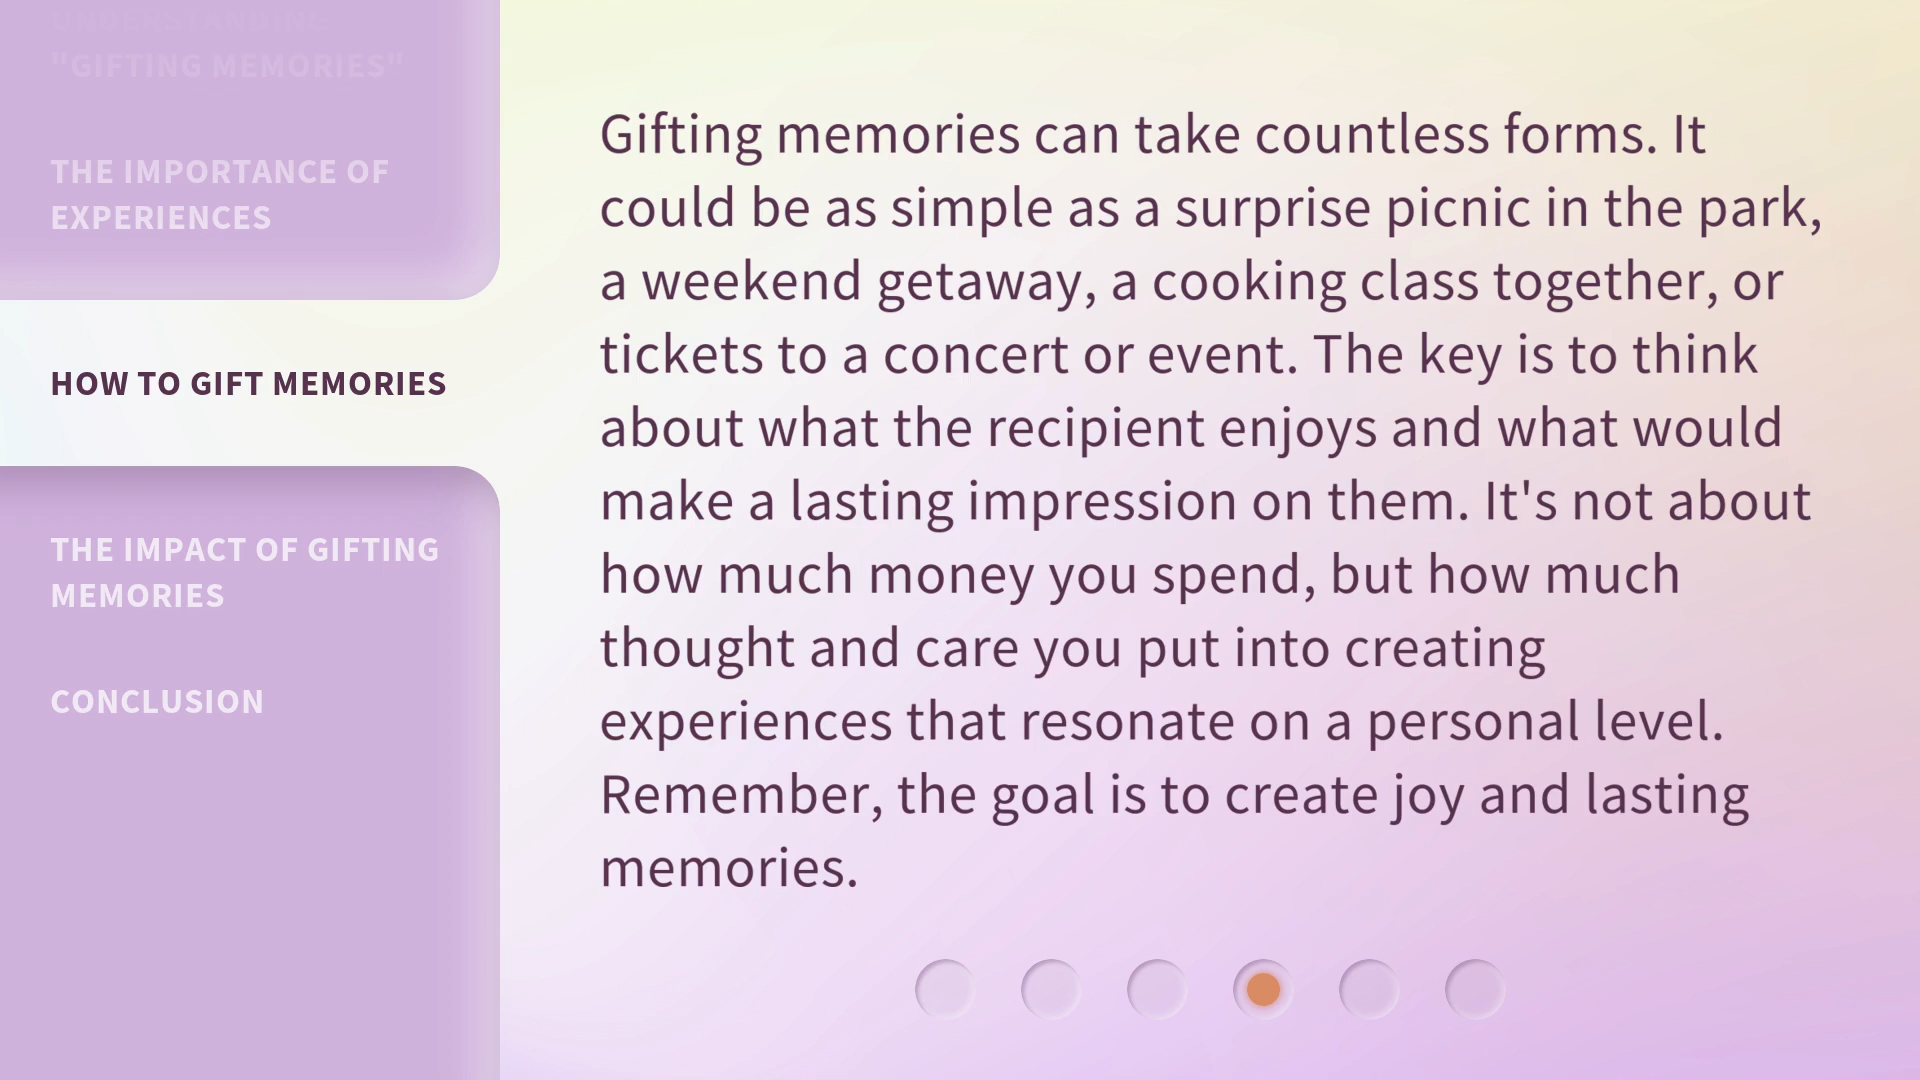 UNDERSTANDING
"GIFTING MEMORIES"
THE IMPORTANCE OF
EXPERIENCES
HOW TO GIFT MEMORIES
THE IMPACT OF GIFTING
MEMORIES
CONCLUSION
Gifting memories can take countless forms. It
could be as simple as a surprise picnic in the park,
a weekend getaway, a cooking class together, or
tickets to a concert or event. The key is to think
about what the recipient enjoys and what would
make a lasting impression on them. It's not about
how much money you spend, but how much
thought and care you put into creating
experiences that resonate on a personal level.
Remember, the goal is to create joy and lasting
memories.